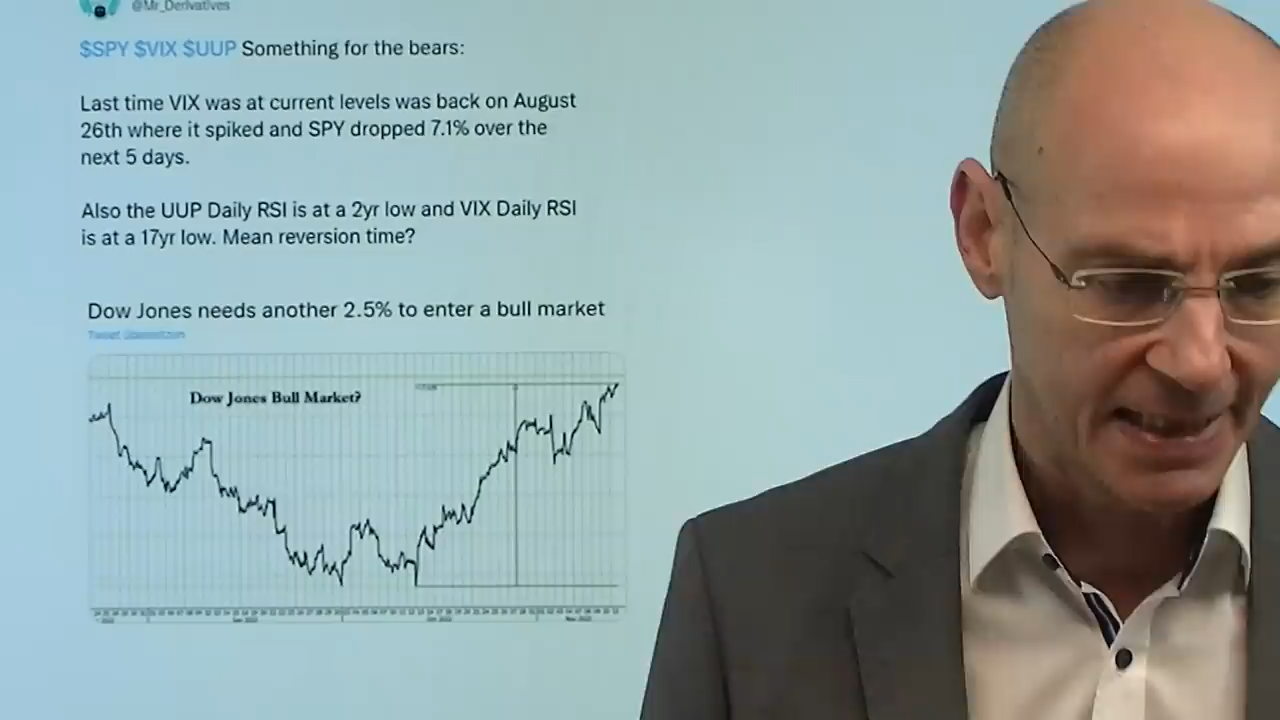 @Mr_Derivatives
$SPY $VIX $UUP Something for the bears:
Last time VIX was at current levels was back on August
26th where it spiked and SPY dropped 7.1% over the
next 5 days.
Also the UUP Daily RSI is at a 2yr low and VIX Daily RSI
is at a 17yr low. Mean reversion time?
Dow Jones needs another 2.5% to enter a bull market
Tweet übersetzen
Dow Jones Bull Market?